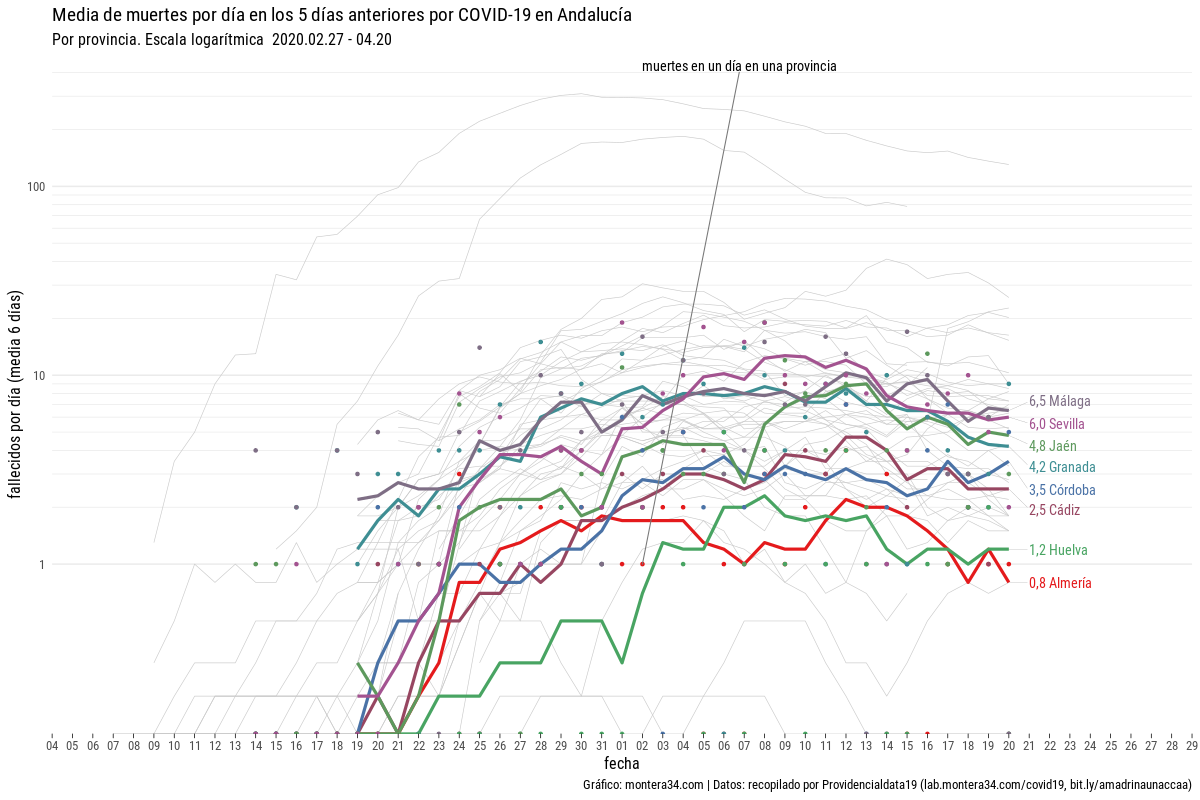 Media de muertes por día en los 5 días anteriores por COVID-19 en Andalucía
Por provincia. Escala logarítmica 2020.02.27 - 04.20
muertes en un día en una provincia
100
10
1
fallecidos por día (media 6 días)
6,5 Málaga
6,0 Sevilla
4,8 Jaén
4,2 Granada
3,5 Córdoba
2,5 Cádiz
1,2 Huelva
0,8 Almería
04 05 06 07 08 09 10 11 12 13 14 15 16 17 18 19 20 21 22 23 24 25 26 27 28 29 30 31 01 02 03 04 05 06 07 08 09 10 11 12 13 14 15 16 17 18 19 20 21 22 23 24 25 26 27 28 29
fecha
Gráfico: montera34.com | Datos: recopilado por Providencialdata19 (lab.montera34.com/covid19, bit.ly/amadrinaunaccaa)